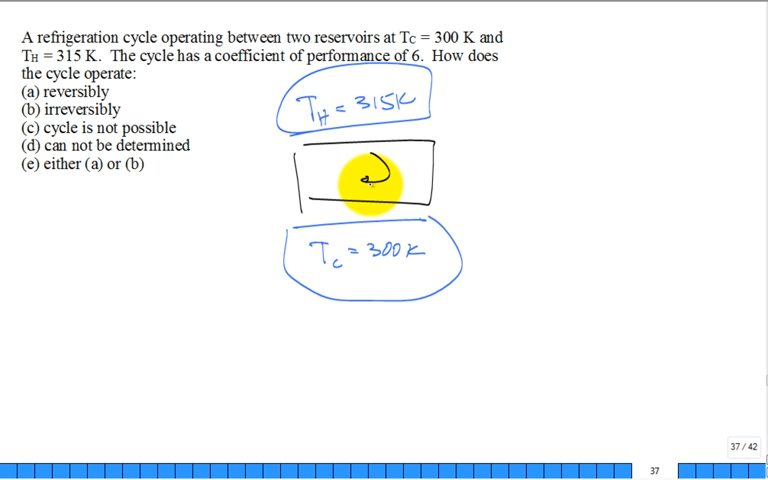 A refrigeration cycle operating between two reservoirs at TC = 300 K and
TH = 315 K. The cycle has a coefficient of performance of 6. How does
the cycle operate:
(a) reversibly
(b) irreversibly
(c) cycle is not possible
(d) can not be determined
(e) either (a) or (b)
TH = 315K
Tc = 300K
37 / 42
37